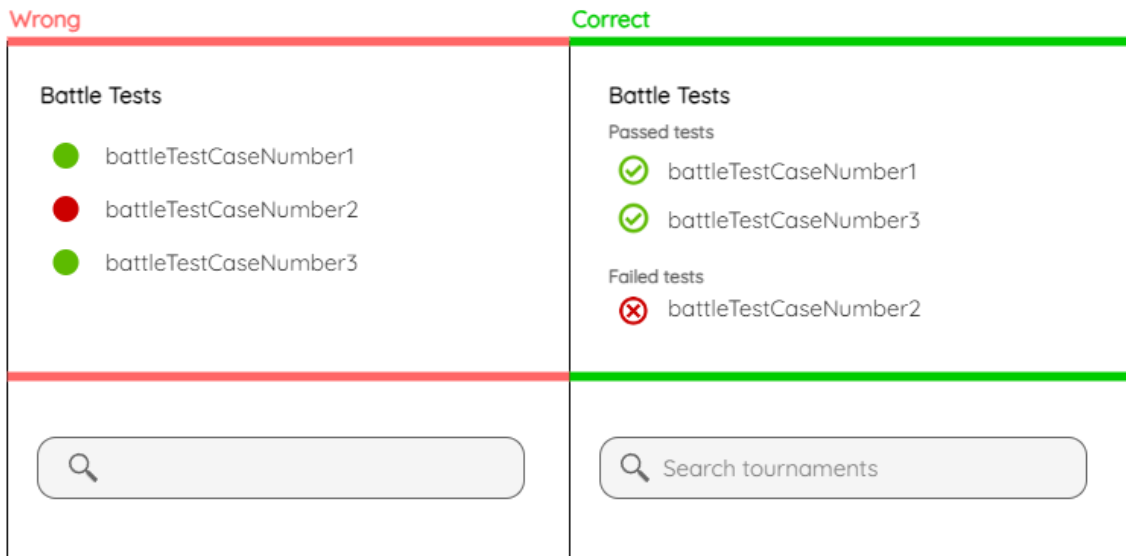 Wrong
Correct
Battle Tests
battleTestCaseNumber1
battleTestCaseNumber2
battleTestCaseNumber3
Battle Tests
Passed tests
battleTestCaseNumber1
battleTestCaseNumber3
Failed tests
battleTestCaseNumber2
Search tournaments